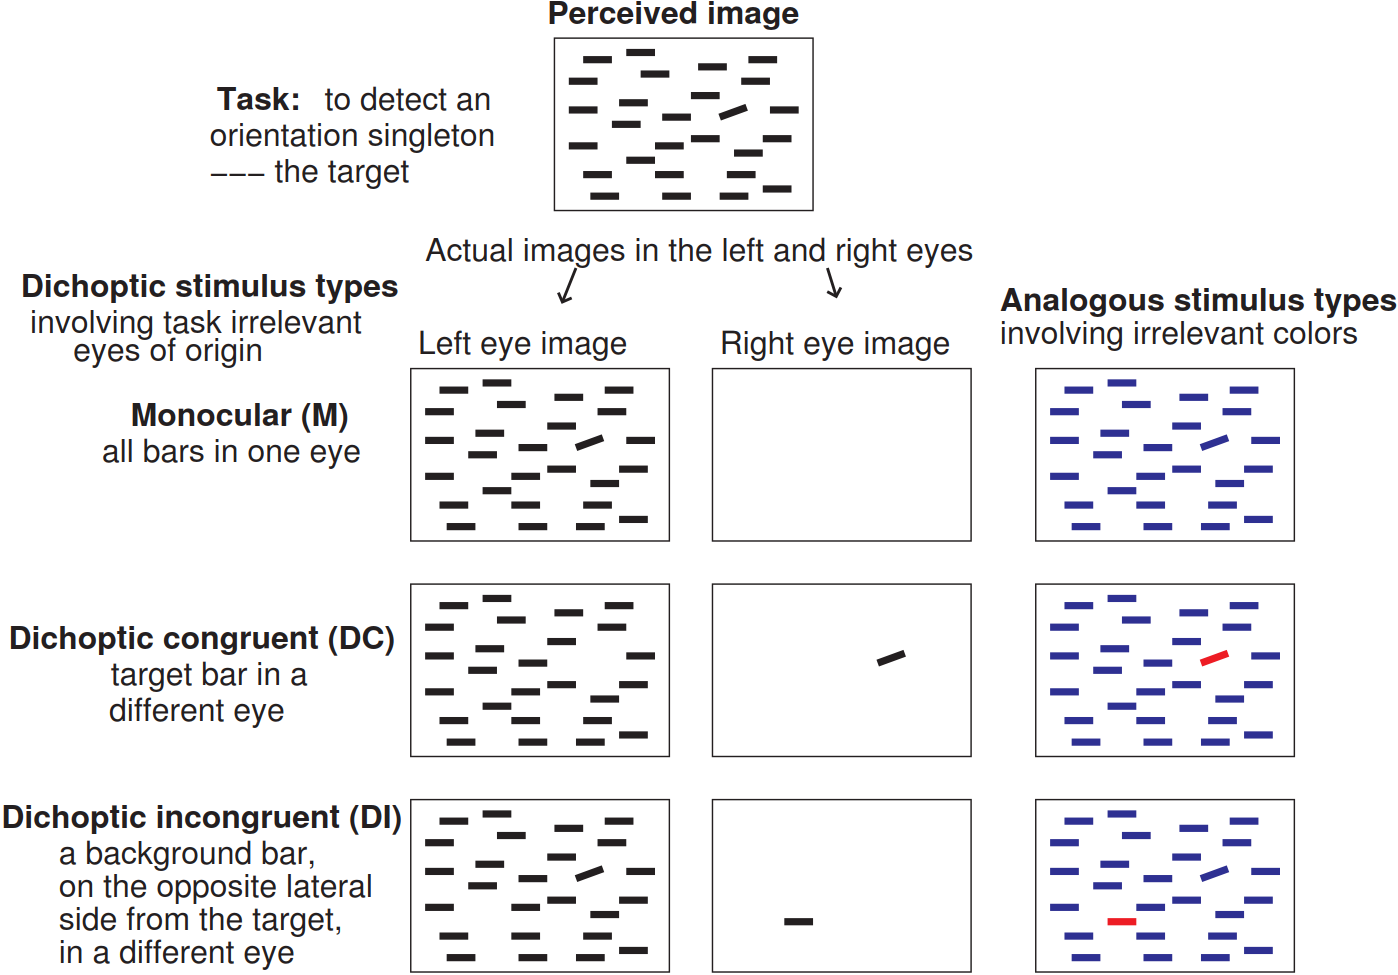 Perceived image
Task: to detect an
orientation singleton
--- the target
Actual images in the left and right eyes
Dichoptic stimulus types
involving task irrelevant
eyes of origin
Left eye image
Right eye image
Analogous stimulus types
involving irrelevant colors
Monocular (M)
all bars in one eye
Dichoptic congruent (DC)
target bar in a
different eye
Dichoptic incongruent (DI)
a background bar,
on the opposite lateral
side from the target,
in a different eye